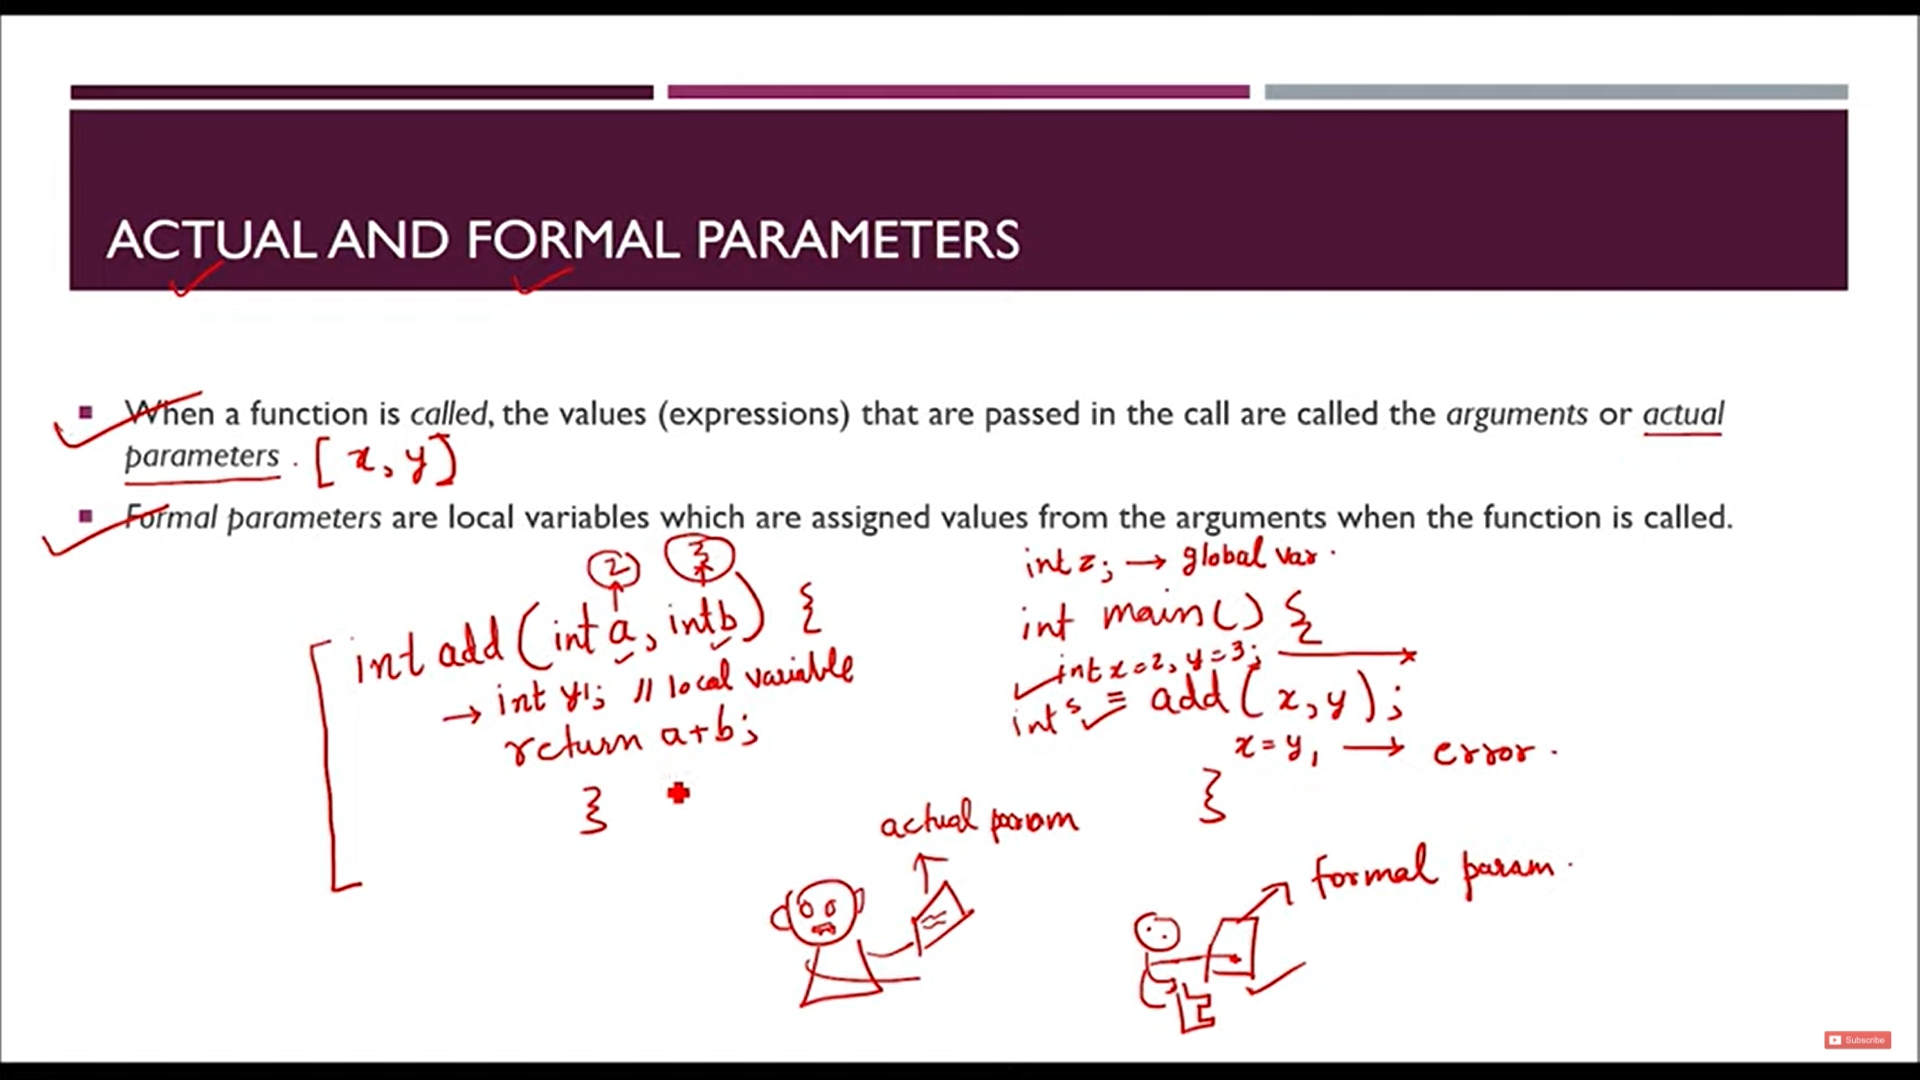 ACTUAL AND FORMAL PARAMETERS
When a function is called, the values (expressions) that are passed in the call are called the arguments or actual
parameters . [x, y]
Formal parameters are local variables which are assigned values from the arguments when the function is called.
2 3
int add (int a, int b) {
→ int y1; // local variable
return a+b;
}
int z; → global var.
int main() {
int x=2, y=3;
int s = add(x, y);
x = y1 → error.
}
actual param
formal param.
Subscribe